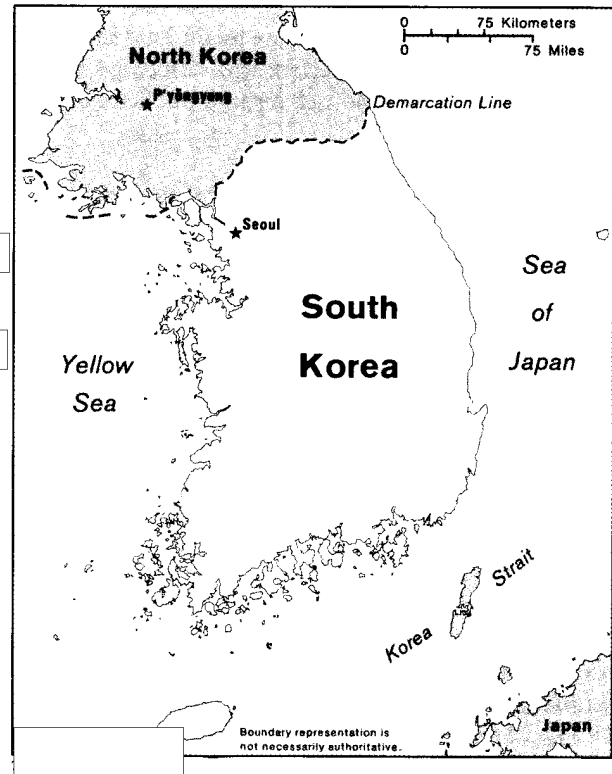 0 75 Kilometers
0 75 Miles
North Korea
P'yŏngyang
Demarcation Line
Seoul
South
Korea
Sea
of
Japan
Yellow
Sea
Korea Strait
Japan
Boundary representation is
not necessarily authoritative.